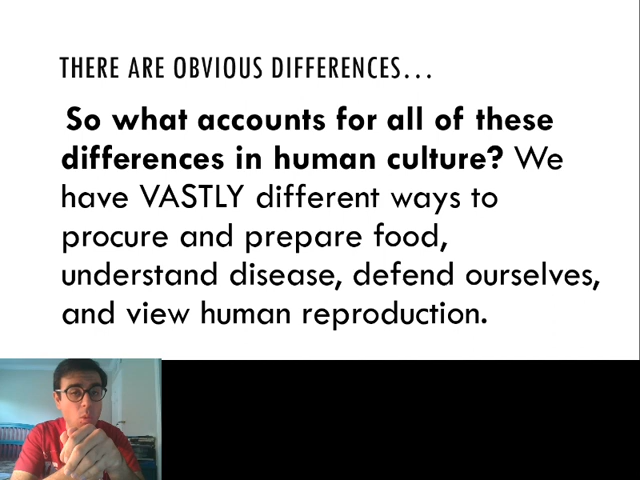 THERE ARE OBVIOUS DIFFERENCES...
So what accounts for all of these
differences in human culture? We
have VASTLY different ways to
procure and prepare food,
understand disease, defend ourselves,
and view human reproduction.